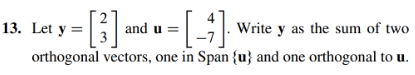 13. Let y = [2 3] and u = [4 -7]. Write y as the sum of two
orthogonal vectors, one in Span {u} and one orthogonal to u.